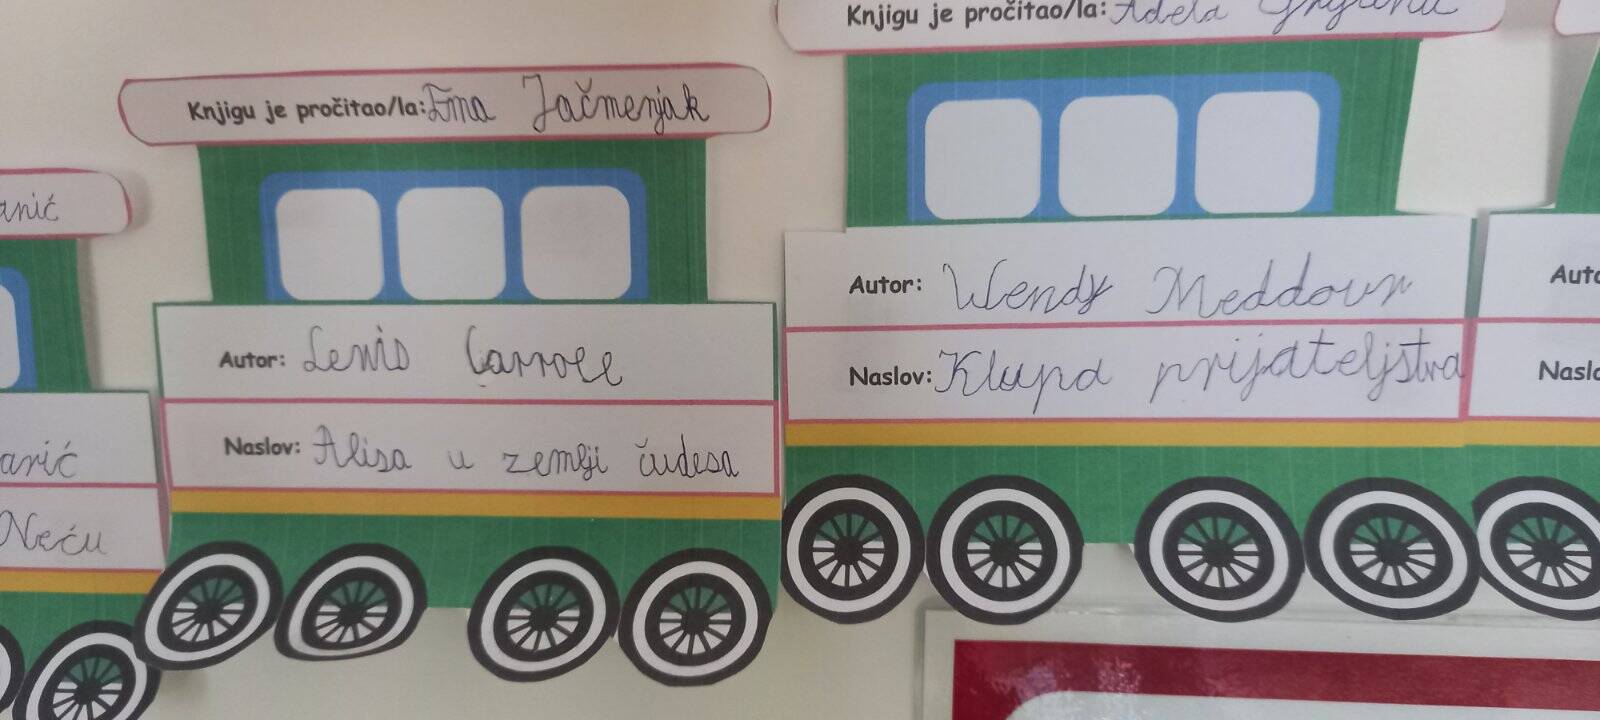 Knjigu je pročitao/la: Adela
Knjigu je pročitao/la: Ema Jačmenjak
anić
Autor: Wendy Meddour
Naslov: Klupa prijateljstva
Autor: Lewis Carroll
Naslov: Alisa u zemlji čudesa
arić
Neću
Auto
Naslo